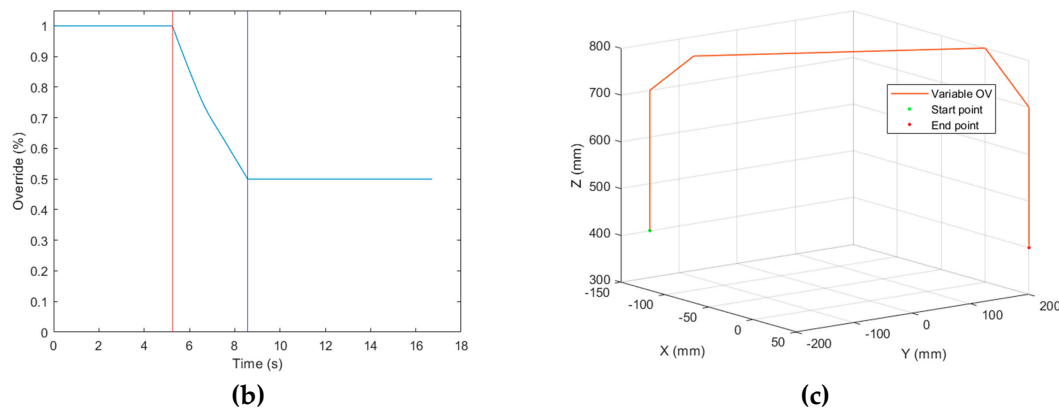 1
0.9
0.8
0.7
0.6
0.5
0.4
0.3
0.2
0.1
0
Override (%)
0 2 4 6 8 10 12 14 16 18
Time (s)
(b)
800
700
600
500
400
300
Z (mm)
-150
-100
-50
0
50
X (mm)
-200
-100
0
100
200
Y (mm)
Variable OV
Start point
End point
(c)